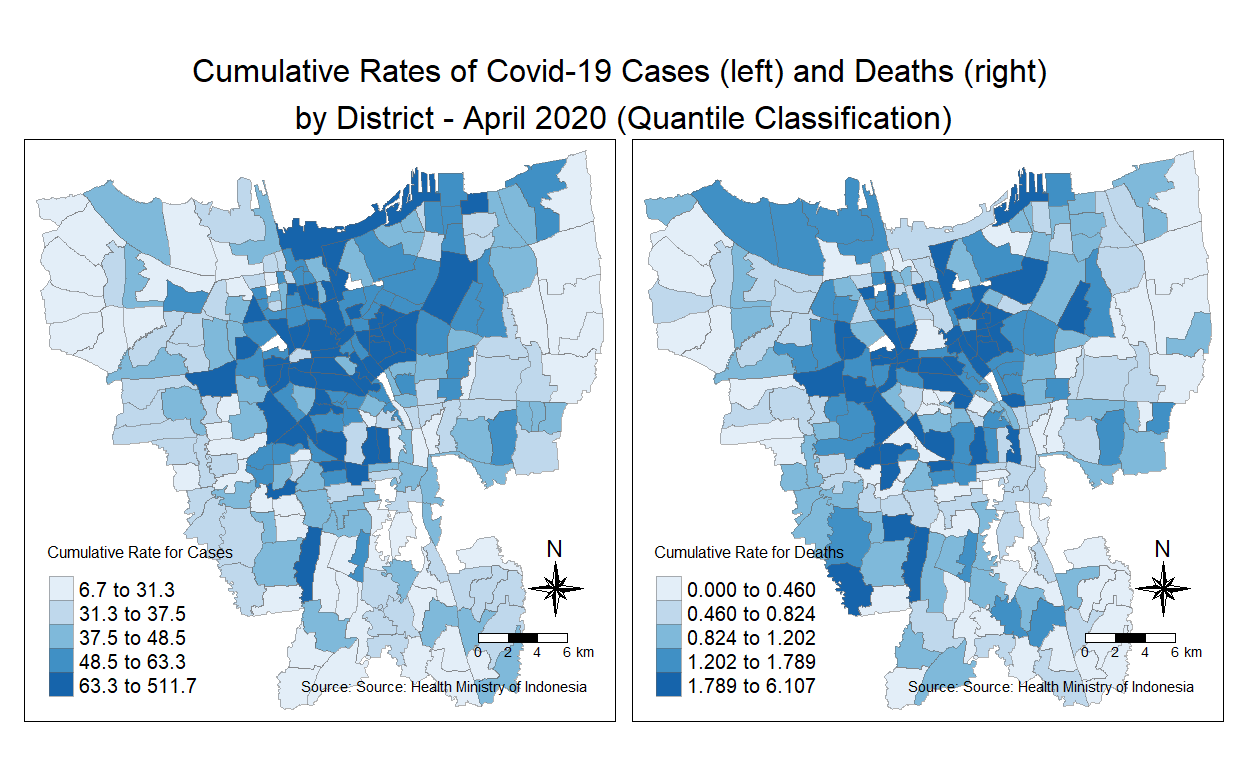 Cumulative Rates of Covid-19 Cases (left) and Deaths (right)
by District - April 2020 (Quantile Classification)
Cumulative Rate for Cases
6.7 to 31.3
31.3 to 37.5
37.5 to 48.5
48.5 to 63.3
63.3 to 511.7
N
0 2 4 6 km
Source: Source: Health Ministry of Indonesia
Cumulative Rate for Deaths
0.000 to 0.460
0.460 to 0.824
0.824 to 1.202
1.202 to 1.789
1.789 to 6.107
N
0 2 4 6 km
Source: Source: Health Ministry of Indonesia